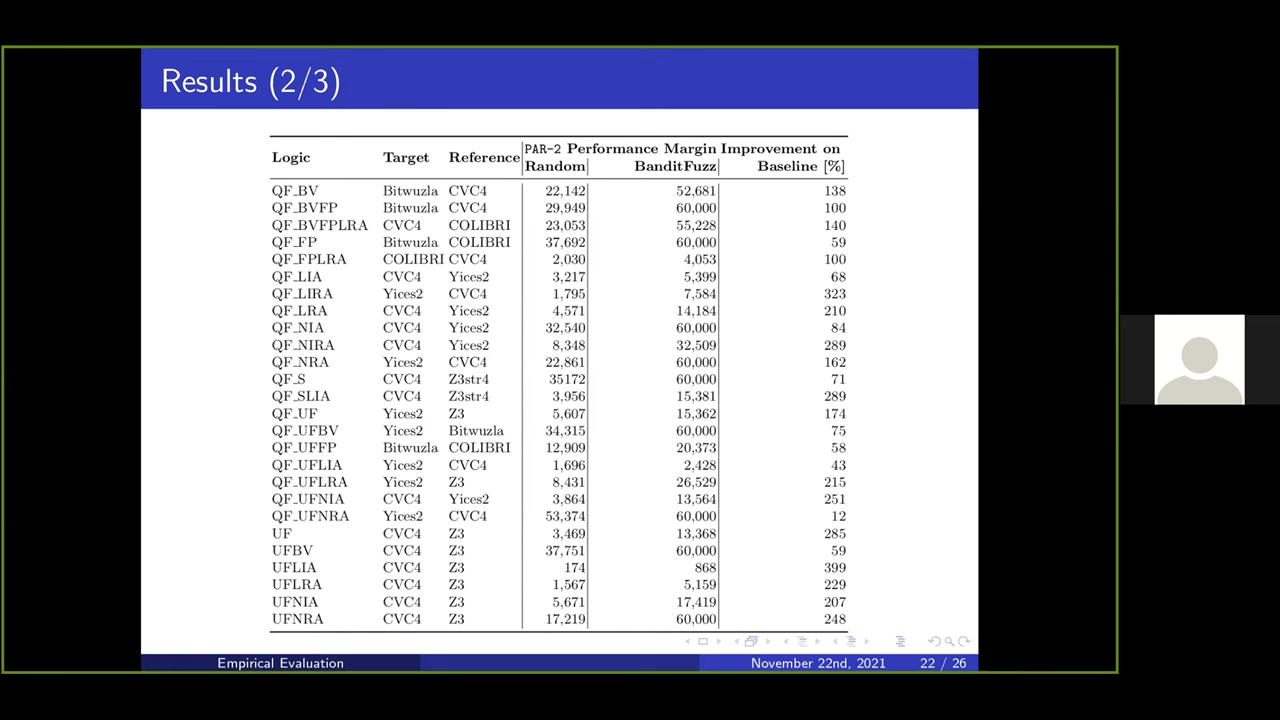 Results (2/3)
PAR-2 Performance Margin Improvement on
Logic Target Reference Random BanditFuzz Baseline [%]
QF_BV Bitwuzla CVC4 22,142 52,681 138
QF_BVFP Bitwuzla CVC4 29,949 60,000 100
QF_BVFPLRA CVC4 COLIBRI 23,053 55,228 140
QF_FP Bitwuzla COLIBRI 37,692 60,000 59
QF_FPLRA COLIBRI CVC4 2,030 4,053 100
QF_LIA CVC4 Yices2 3,217 5,399 68
QF_LIRA Yices2 CVC4 1,795 7,584 323
QF_LRA CVC4 Yices2 4,571 14,184 210
QF_NIA CVC4 Yices2 32,540 60,000 84
QF_NIRA CVC4 Yices2 8,348 32,509 289
QF_NRA Yices2 CVC4 22,861 60,000 162
QF_S CVC4 Z3str4 35172 60,000 71
QF_SLIA CVC4 Z3str4 3,956 15,381 289
QF_UF Yices2 Z3 5,607 15,362 174
QF_UFBV Yices2 Bitwuzla 34,315 60,000 75
QF_UFFP Bitwuzla COLIBRI 12,909 20,373 58
QF_UFLIA Yices2 CVC4 1,696 2,428 43
QF_UFLRA Yices2 Z3 8,431 26,529 215
QF_UFNIA CVC4 Yices2 3,864 13,564 251
QF_UFNRA Yices2 CVC4 53,374 60,000 12
UF CVC4 Z3 3,469 13,368 285
UFBV CVC4 Z3 37,751 60,000 59
UFLIA CVC4 Z3 174 868 399
UFLRA CVC4 Z3 1,567 5,159 229
UFNIA CVC4 Z3 5,671 17,419 207
UFNRA CVC4 Z3 17,219 60,000 248
Empirical Evaluation November 22nd, 2021 22 / 26